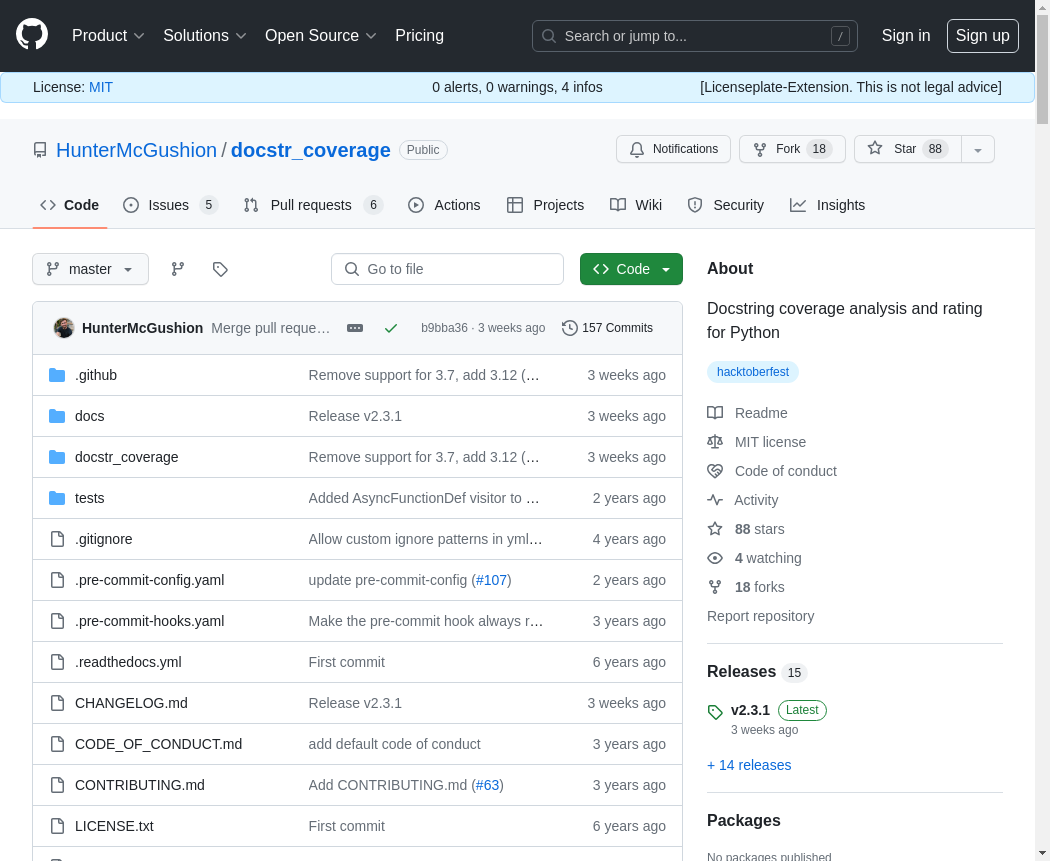 Product Solutions Open Source Pricing Search or jump to... / Sign in Sign up
License: MIT 0 alerts, 0 warnings, 4 infos [Licenseplate-Extension. This is not legal advice]
HunterMcGushion / docstr_coverage Public Notifications Fork 18 Star 88
Code Issues 5 Pull requests 6 Actions Projects Wiki Security Insights
master Go to file Code
HunterMcGushion Merge pull reque… b9bba36 · 3 weeks ago 157 Commits
.github Remove support for 3.7, add 3.12 (… 3 weeks ago
docs Release v2.3.1 3 weeks ago
docstr_coverage Remove support for 3.7, add 3.12 (… 3 weeks ago
tests Added AsyncFunctionDef visitor to … 2 years ago
.gitignore Allow custom ignore patterns in yml… 4 years ago
.pre-commit-config.yaml update pre-commit-config (#107) 2 years ago
.pre-commit-hooks.yaml Make the pre-commit hook always r… 3 years ago
.readthedocs.yml First commit 6 years ago
CHANGELOG.md Release v2.3.1 3 weeks ago
CODE_OF_CONDUCT.md add default code of conduct 3 years ago
CONTRIBUTING.md Add CONTRIBUTING.md (#63) 3 years ago
LICENSE.txt First commit 6 years ago
About
Docstring coverage analysis and rating
for Python
hacktoberfest
Readme
MIT license
Code of conduct
Activity
88 stars
4 watching
18 forks
Report repository
Releases 15
v2.3.1 Latest
3 weeks ago
+ 14 releases
Packages
No packages published